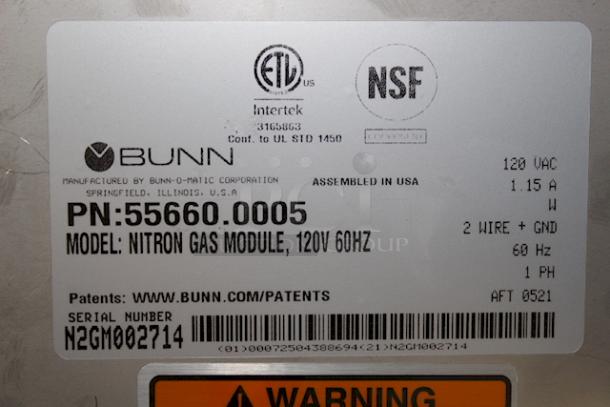 ETL US
Intertek
3165863
Conf. to UL STD 1450
NSF
COMPONENT
BUNN
MANUFACTURED BY BUNN-O-MATIC CORPORATION
SPRINGFIELD, ILLINOIS, U.S.A
ASSEMBLED IN USA
PN:55660.0005
MODEL: NITRON GAS MODULE, 120V 60HZ
120 VAC
1.15 A
W
2 WIRE + GND
60 Hz
1 PH
Patents: WWW.BUNN.COM/PATENTS
AFT 0521
SERIAL NUMBER
N2GM002714
(01)00072504388694(21)N2GM002714
WARNING